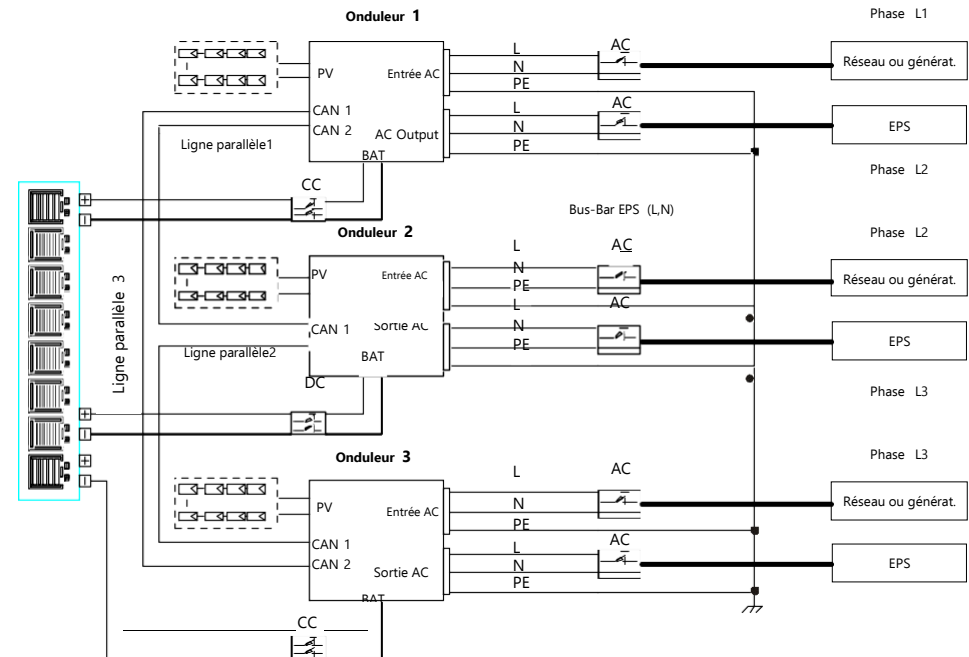 Onduleur 1
Phase L1
L
AC
N
PE
PV
Entrée AC
Réseau ou générat.
CAN 1
CAN 2
L
AC
N
PE
AC Output
EPS
Ligne parallèle1
BAT
Phase L2
CC
+
-
Bus-Bar EPS (L,N)
Onduleur 2
Phase L2
L
AC
N
PE
PV
Entrée AC
Réseau ou générat.
L
AC
N
PE
CAN 1
Sortie AC
EPS
Ligne parallèle2
BAT
Ligne parallèle 3
DC
Phase L3
+
-
Onduleur 3
Phase L3
+
-
L
AC
N
PE
PV
Entrée AC
Réseau ou générat.
CAN 1
CAN 2
L
AC
N
PE
Sortie AC
EPS
BAT
CC